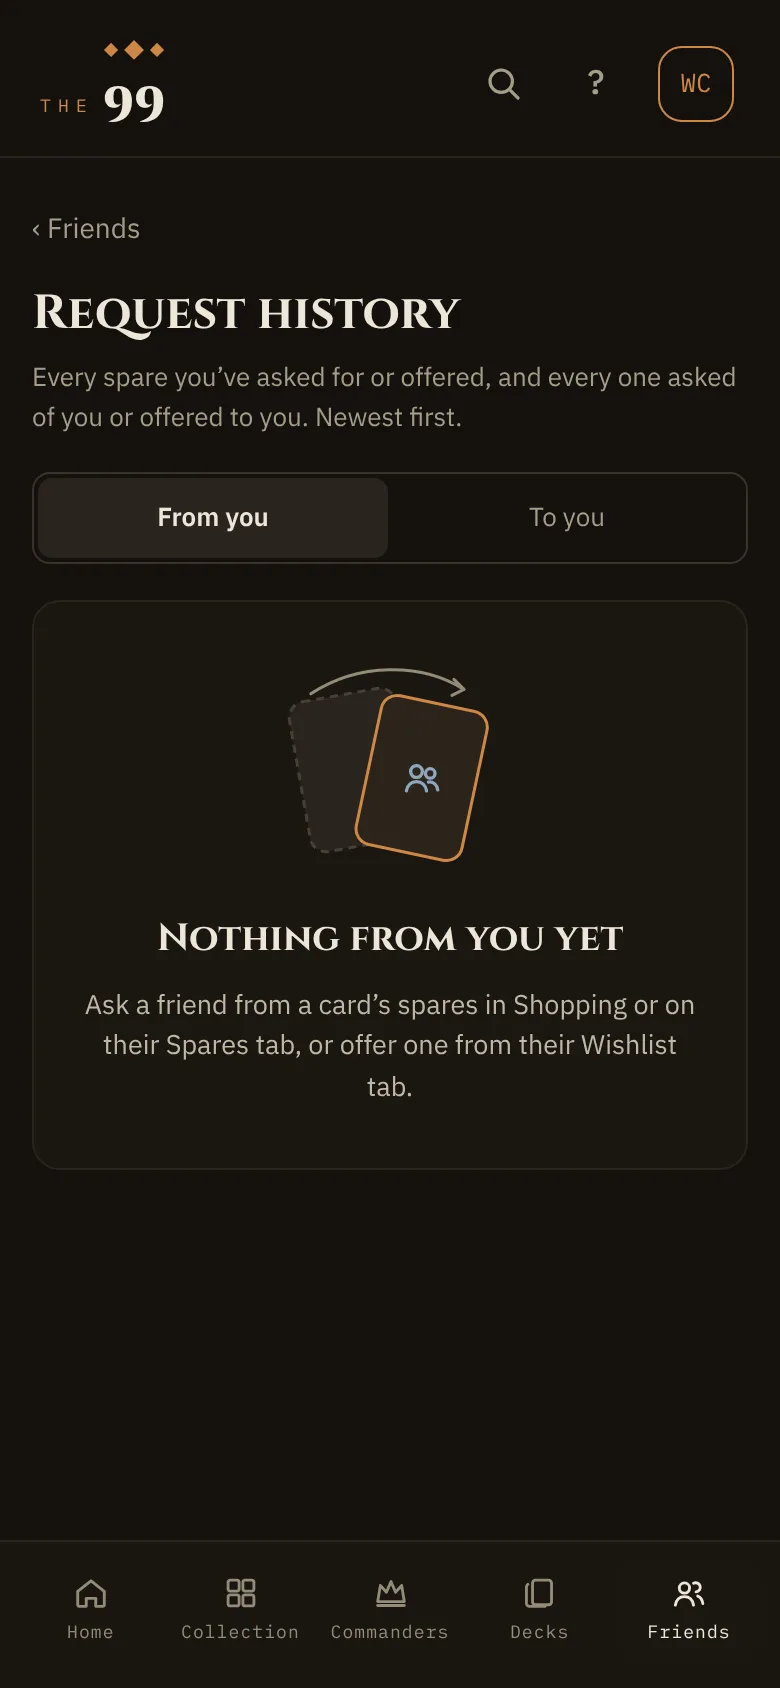 THE 99
?
WC
‹ Friends
Request history
Every spare you’ve asked for or offered, and every one asked
of you or offered to you. Newest first.
From you
To you
Nothing from you yet
Ask a friend from a card’s spares in Shopping or on
their Spares tab, or offer one from their Wishlist
tab.
Home
Collection
Commanders
Decks
Friends